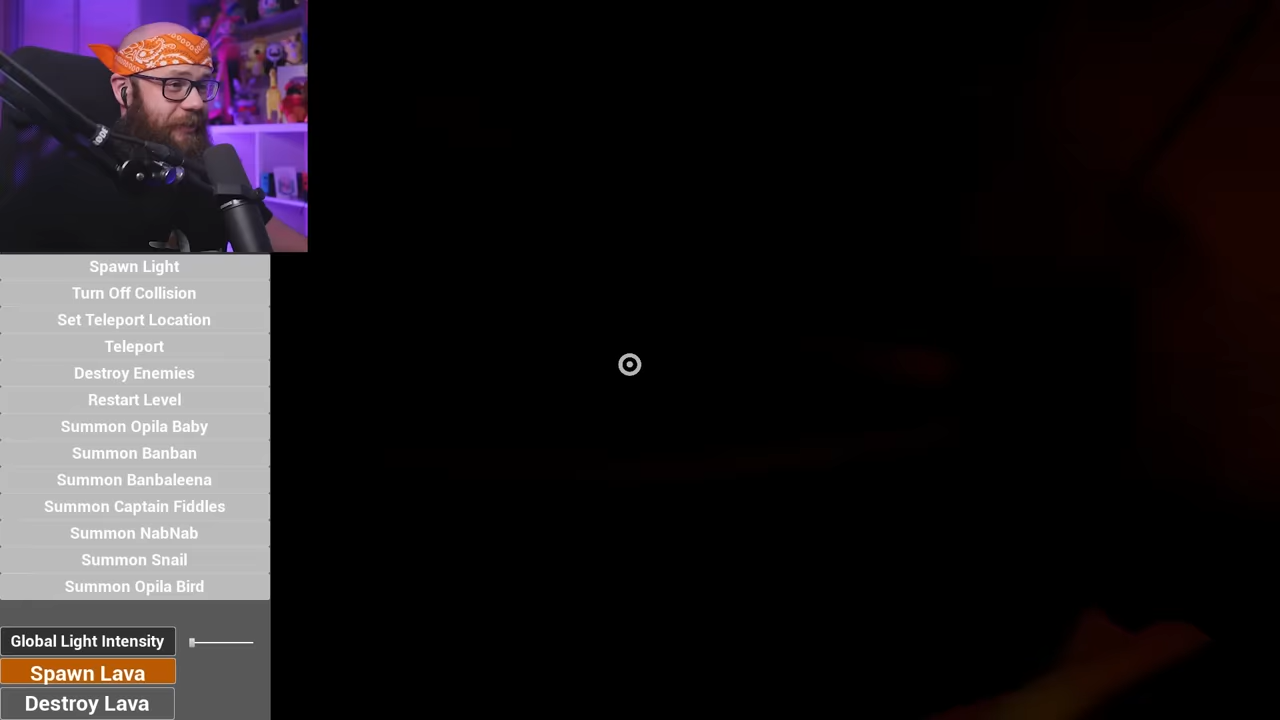 Spawn Light
Turn Off Collision
Set Teleport Location
Teleport
Destroy Enemies
Restart Level
Summon Opila Baby
Summon Banban
Summon Banbaleena
Summon Captain Fiddles
Summon NabNab
Summon Snail
Summon Opila Bird
Global Light Intensity
Spawn Lava
Destroy Lava